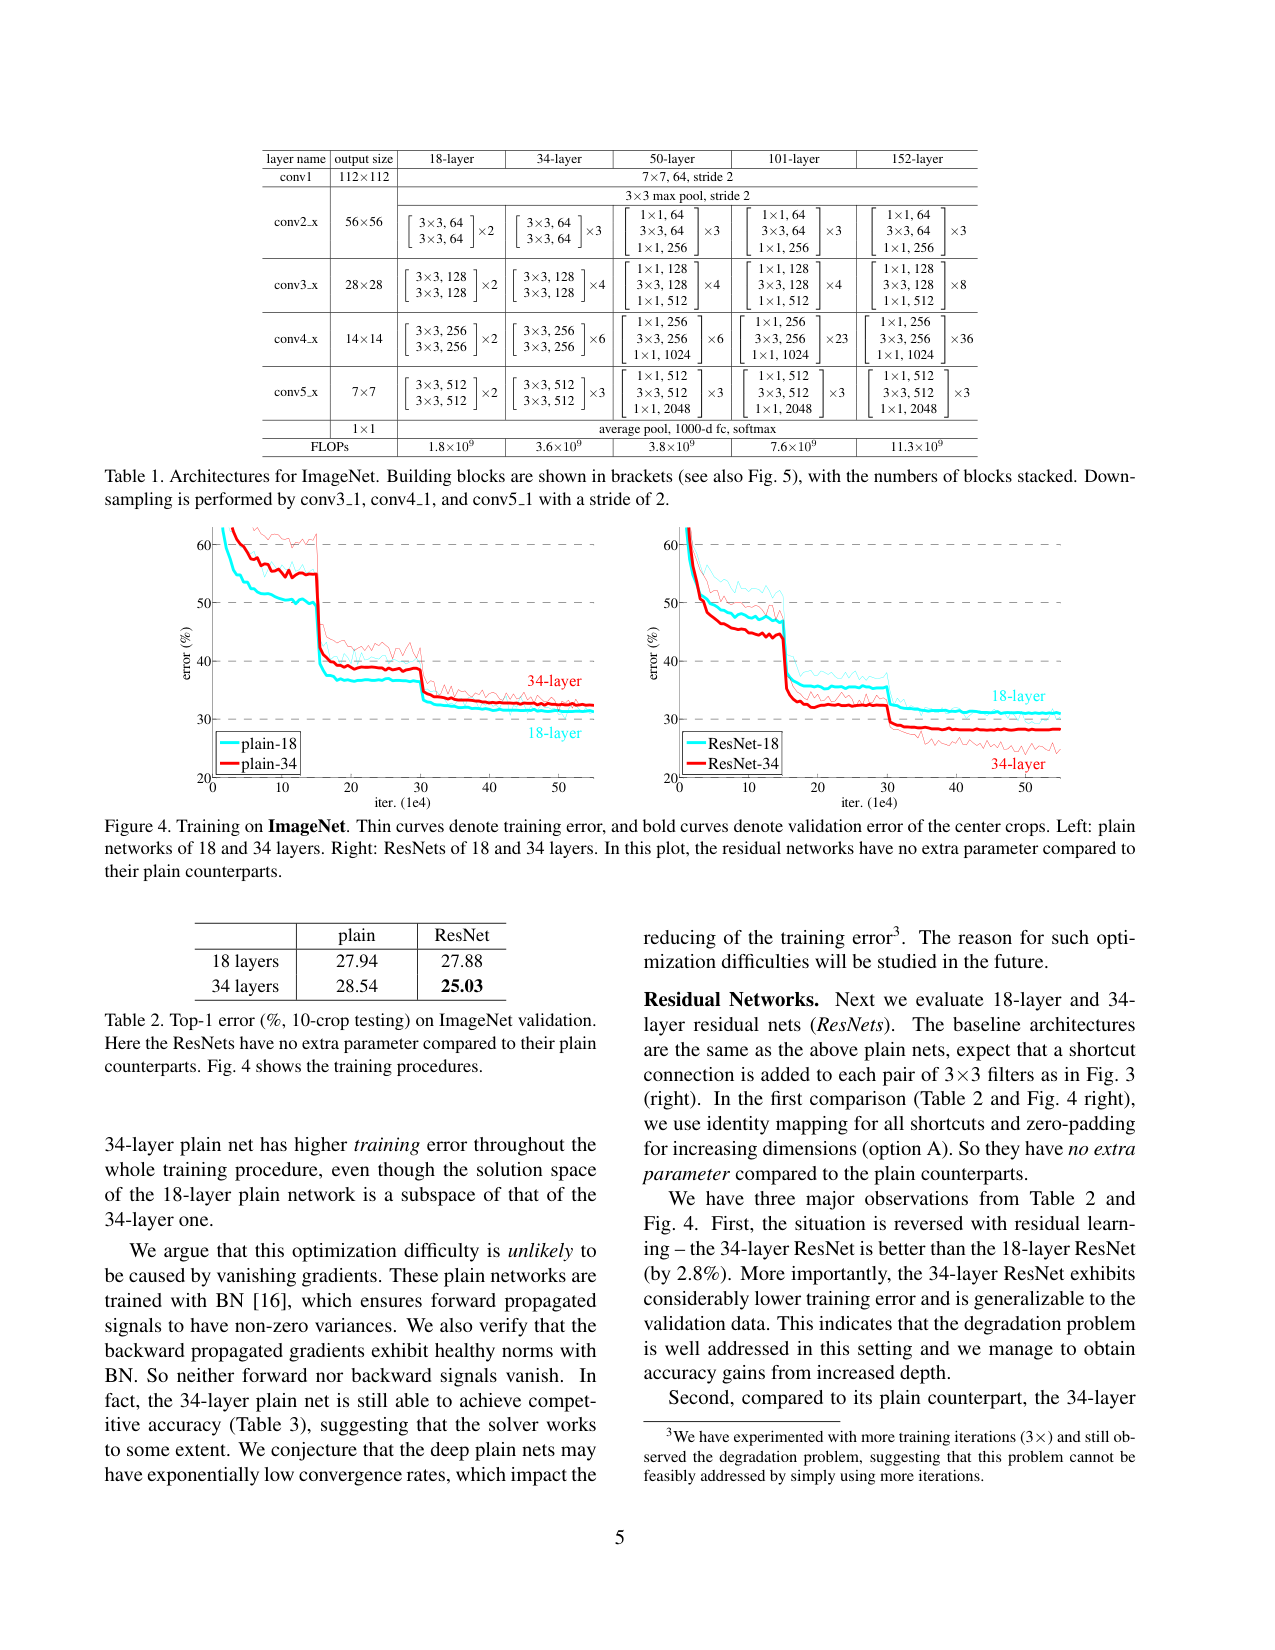 layer name output size 18-layer 34-layer 50-layer 101-layer 152-layer
conv1 112×112 7×7, 64, stride 2
3×3 max pool, stride 2
conv2_x 56×56 [3×3, 64 3×3, 64]×2 [3×3, 64 3×3, 64]×3 [1×1, 64 3×3, 64 1×1, 256]×3 [1×1, 64 3×3, 64 1×1, 256]×3 [1×1, 64 3×3, 64 1×1, 256]×3
conv3_x 28×28 [3×3, 128 3×3, 128]×2 [3×3, 128 3×3, 128]×4 [1×1, 128 3×3, 128 1×1, 512]×4 [1×1, 128 3×3, 128 1×1, 512]×4 [1×1, 128 3×3, 128 1×1, 512]×8
conv4_x 14×14 [3×3, 256 3×3, 256]×2 [3×3, 256 3×3, 256]×6 [1×1, 256 3×3, 256 1×1, 1024]×6 [1×1, 256 3×3, 256 1×1, 1024]×23 [1×1, 256 3×3, 256 1×1, 1024]×36
conv5_x 7×7 [3×3, 512 3×3, 512]×2 [3×3, 512 3×3, 512]×3 [1×1, 512 3×3, 512 1×1, 2048]×3 [1×1, 512 3×3, 512 1×1, 2048]×3 [1×1, 512 3×3, 512 1×1, 2048]×3
1×1 average pool, 1000-d fc, softmax
FLOPs 1.8×10⁹ 3.6×10⁹ 3.8×10⁹ 7.6×10⁹ 11.3×10⁹
Table 1. Architectures for ImageNet. Building blocks are shown in brackets (see also Fig. 5), with the numbers of blocks stacked. Down-
sampling is performed by conv3_1, conv4_1, and conv5_1 with a stride of 2.
60
50
40
30
20
error (%)
34-layer
18-layer
plain-18
plain-34
0 10 20 30 40 50
iter. (1e4)
60
50
40
30
20
error (%)
18-layer
34-layer
ResNet-18
ResNet-34
0 10 20 30 40 50
iter. (1e4)
Figure 4. Training on ImageNet. Thin curves denote training error, and bold curves denote validation error of the center crops. Left: plain
networks of 18 and 34 layers. Right: ResNets of 18 and 34 layers. In this plot, the residual networks have no extra parameter compared to
their plain counterparts.
plain ResNet
18 layers 27.94 27.88
34 layers 28.54 25.03
Table 2. Top-1 error (%, 10-crop testing) on ImageNet validation.
Here the ResNets have no extra parameter compared to their plain
counterparts. Fig. 4 shows the training procedures.
34-layer plain net has higher training error throughout the
whole training procedure, even though the solution space
of the 18-layer plain network is a subspace of that of the
34-layer one.
We argue that this optimization difficulty is unlikely to
be caused by vanishing gradients. These plain networks are
trained with BN [16], which ensures forward propagated
signals to have non-zero variances. We also verify that the
backward propagated gradients exhibit healthy norms with
BN. So neither forward nor backward signals vanish. In
fact, the 34-layer plain net is still able to achieve compet-
itive accuracy (Table 3), suggesting that the solver works
to some extent. We conjecture that the deep plain nets may
have exponentially low convergence rates, which impact the
reducing of the training error³. The reason for such opti-
mization difficulties will be studied in the future.
Residual Networks. Next we evaluate 18-layer and 34-
layer residual nets (ResNets). The baseline architectures
are the same as the above plain nets, expect that a shortcut
connection is added to each pair of 3×3 filters as in Fig. 3
(right). In the first comparison (Table 2 and Fig. 4 right),
we use identity mapping for all shortcuts and zero-padding
for increasing dimensions (option A). So they have no extra
parameter compared to the plain counterparts.
We have three major observations from Table 2 and
Fig. 4. First, the situation is reversed with residual learn-
ing – the 34-layer ResNet is better than the 18-layer ResNet
(by 2.8%). More importantly, the 34-layer ResNet exhibits
considerably lower training error and is generalizable to the
validation data. This indicates that the degradation problem
is well addressed in this setting and we manage to obtain
accuracy gains from increased depth.
Second, compared to its plain counterpart, the 34-layer
³We have experimented with more training iterations (3×) and still ob-
served the degradation problem, suggesting that this problem cannot be
feasibly addressed by simply using more iterations.
5